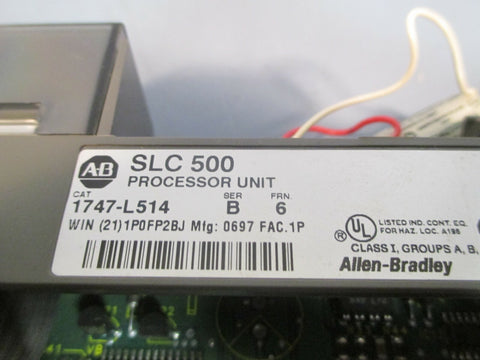 A-B SLC 500
PROCESSOR UNIT
CAT SER FRN.
1747-L514 B 6
WIN (21)1P0FP2BJ Mfg: 0697 FAC.1P
UL ®
LISTED IND. CONT. EQ.
FOR HAZ. LOC. A196
CLASS I, GROUPS A, B,
Allen-Bradley